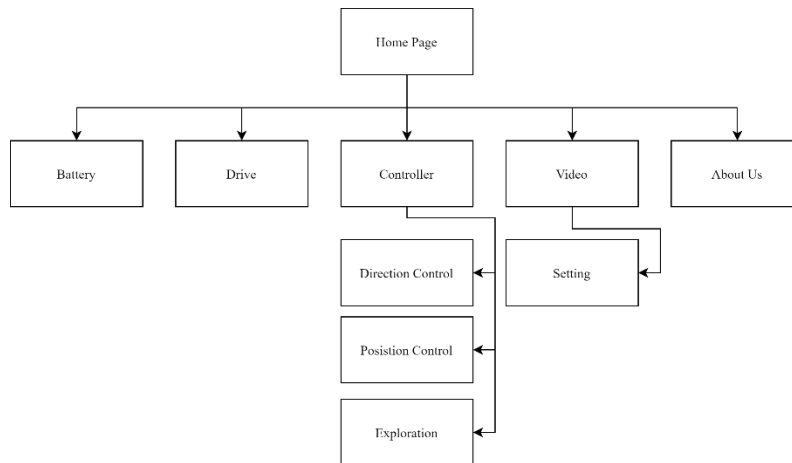 Home Page
Battery
Drive
Controller
Video
About Us
Direction Control
Setting
Posistion Control
Exploration